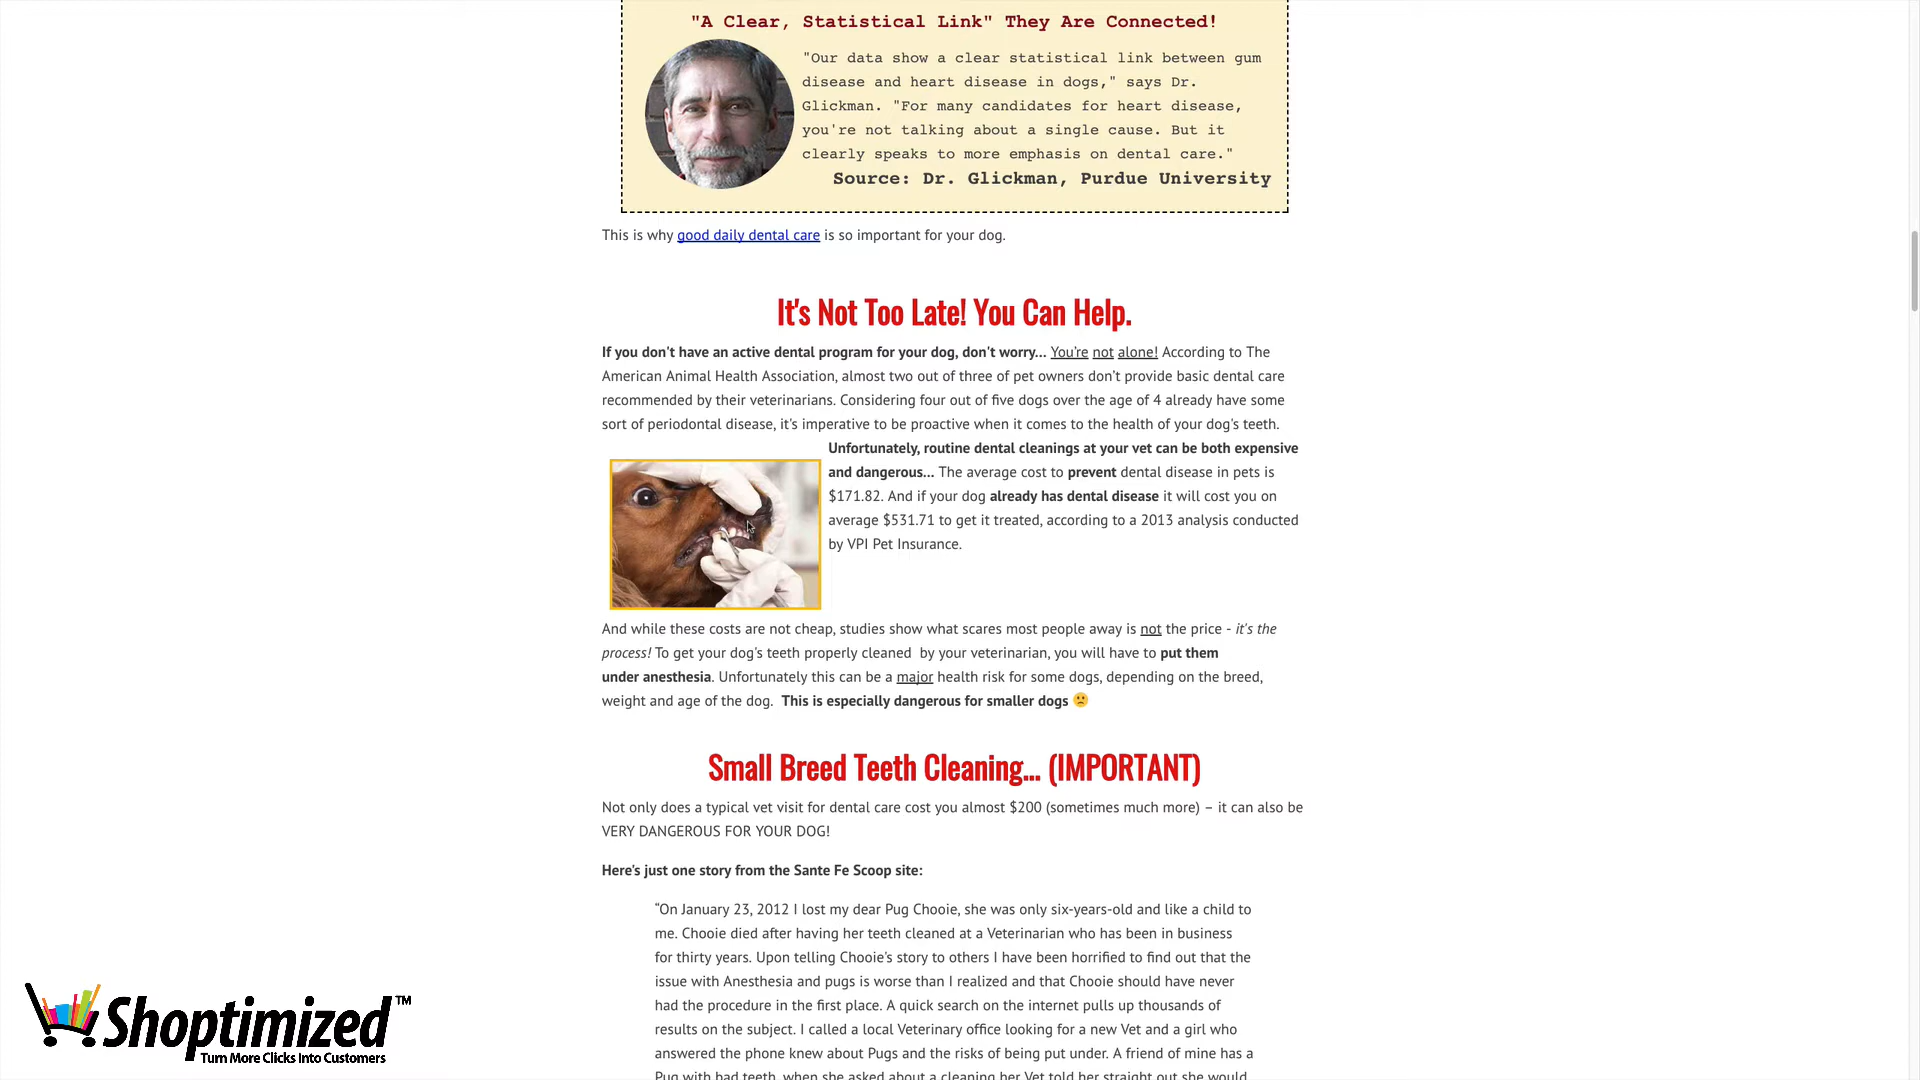 "A Clear, Statistical Link" They Are Connected!
"Our data show a clear statistical link between gum
disease and heart disease in dogs," says Dr.
Glickman. "For many candidates for heart disease,
you're not talking about a single cause. But it
clearly speaks to more emphasis on dental care."
Source: Dr. Glickman, Purdue University
This is why good daily dental care is so important for your dog.
It's Not Too Late! You Can Help.
If you don't have an active dental program for your dog, don't worry... You're not alone! According to The
American Animal Health Association, almost two out of three of pet owners don’t provide basic dental care
recommended by their veterinarians. Considering four out of five dogs over the age of 4 already have some
sort of periodontal disease, it's imperative to be proactive when it comes to the health of your dog's teeth.
Unfortunately, routine dental cleanings at your vet can be both expensive
and dangerous... The average cost to prevent dental disease in pets is
$171.82. And if your dog already has dental disease it will cost you on
average $531.71 to get it treated, according to a 2013 analysis conducted
by VPI Pet Insurance.
And while these costs are not cheap, studies show what scares most people away is not the price - it's the
process! To get your dog's teeth properly cleaned by your veterinarian, you will have to put them
under anesthesia. Unfortunately this can be a major health risk for some dogs, depending on the breed,
weight and age of the dog. This is especially dangerous for smaller dogs 🙁
Small Breed Teeth Cleaning... (IMPORTANT)
Not only does a typical vet visit for dental care cost you almost $200 (sometimes much more) – it can also be
VERY DANGEROUS FOR YOUR DOG!
Here’s just one story from the Sante Fe Scoop site:
“On January 23, 2012 I lost my dear Pug Chooie, she was only six-years-old and like a child to
me. Chooie died after having her teeth cleaned at a Veterinarian who has been in business
for thirty years. Upon telling Chooie’s story to others I have been horrified to find out that the
issue with Anesthesia and pugs is worse than I realized and that Chooie should have never
had the procedure in the first place. A quick search on the internet pulls up thousands of
results on the subject. I called a local Veterinary office looking for a new Vet and a girl who
answered the phone knew about Pugs and the risks of being put under. A friend of mine has a
Pug with bad teeth, when she asked about a cleaning her Vet told her straight out she would
Shoptimized™
Turn More Clicks Into Customers